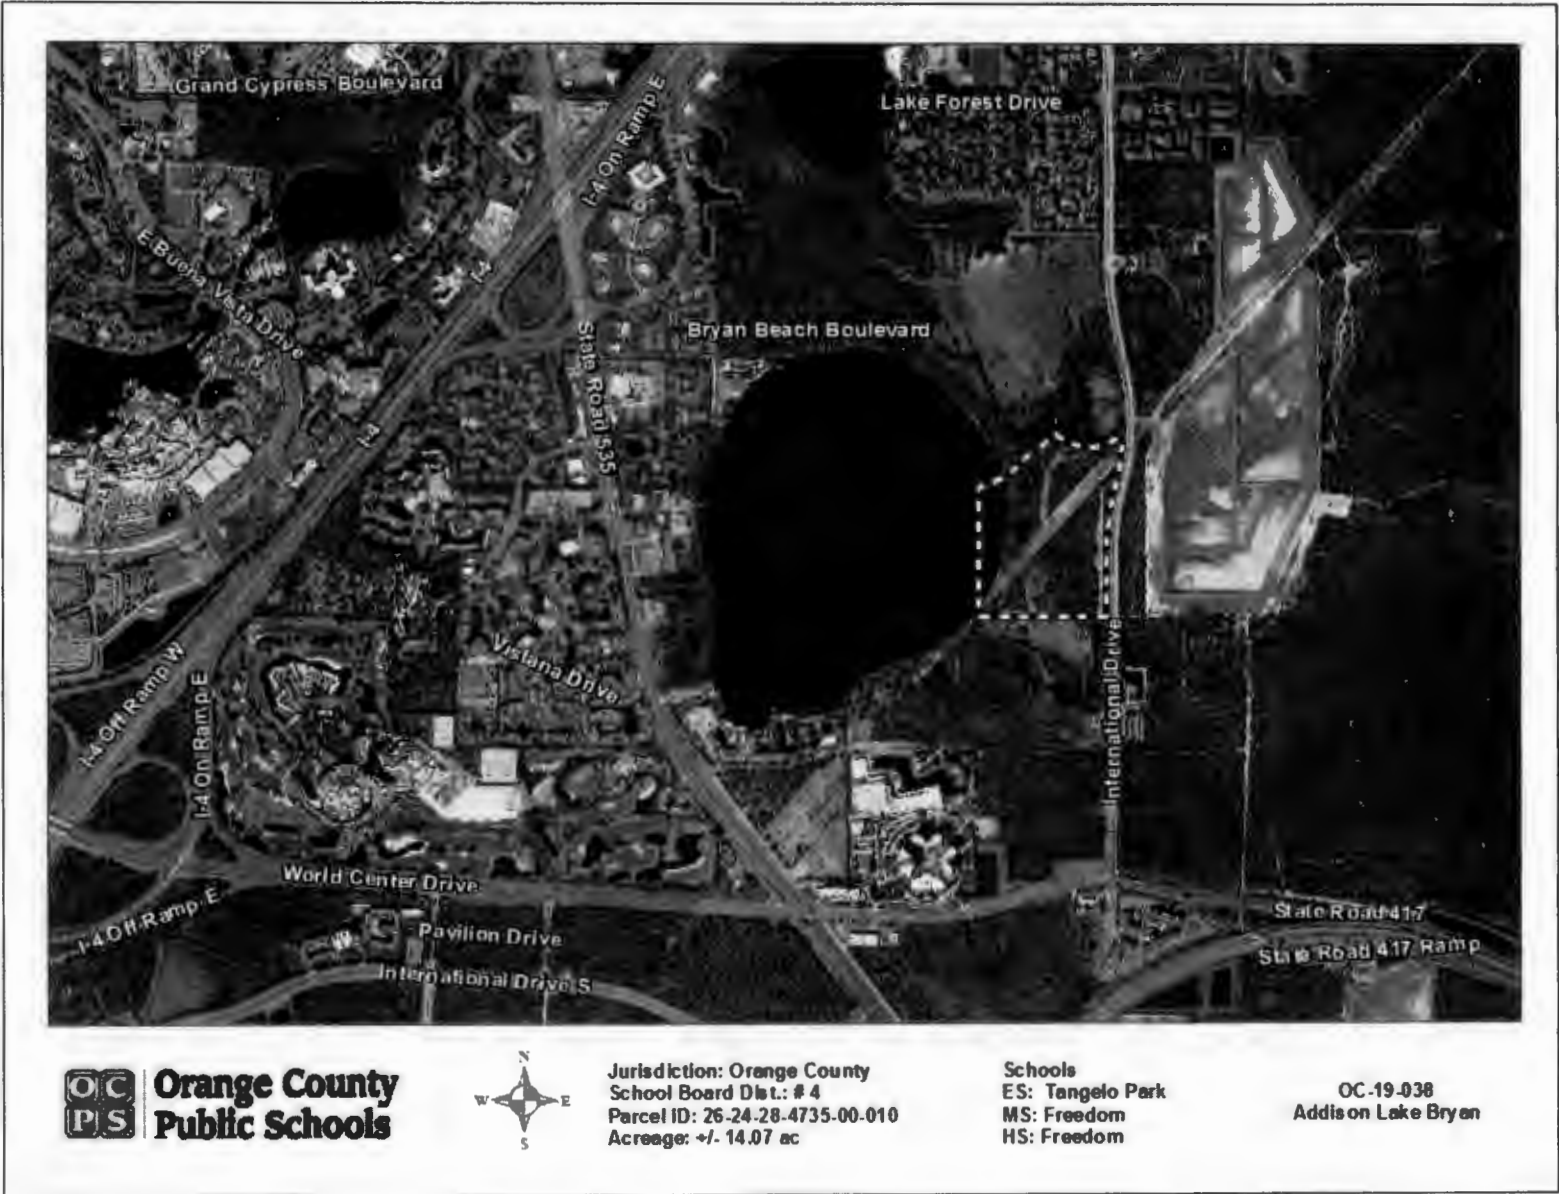 Grand Cypress Boulevard
I-4 On Ramp E
Lake Forest Drive
E Buena Vista Drive
I-4
State Road 535
Bryan Beach Boulevard
I-4
Vistana Drive
I-4 Off Ramp W
I-4 On Ramp E
International Drive
World Center Drive
I-4 Off Ramp E
Pavilion Drive
International Drive S
State Road 417
State Road 417 Ramp
OC
PS
Orange County
Public Schools
N
W E
S
Jurisdiction: Orange County
School Board Dist.: # 4
Parcel ID: 26-24-28-4735-00-010
Acreage: +/- 14.07 ac
Schools
ES: Tangelo Park
MS: Freedom
HS: Freedom
OC-19-038
Addison Lake Bryan